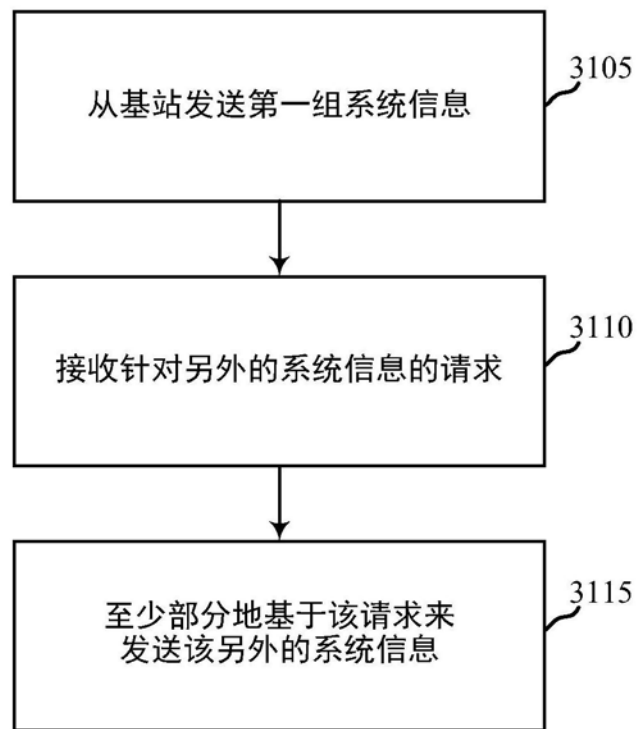 从基站发送第一组系统信息
3105
接收针对另外的系统信息的请求
3110
至少部分地基于该请求来
发送该另外的系统信息
3115